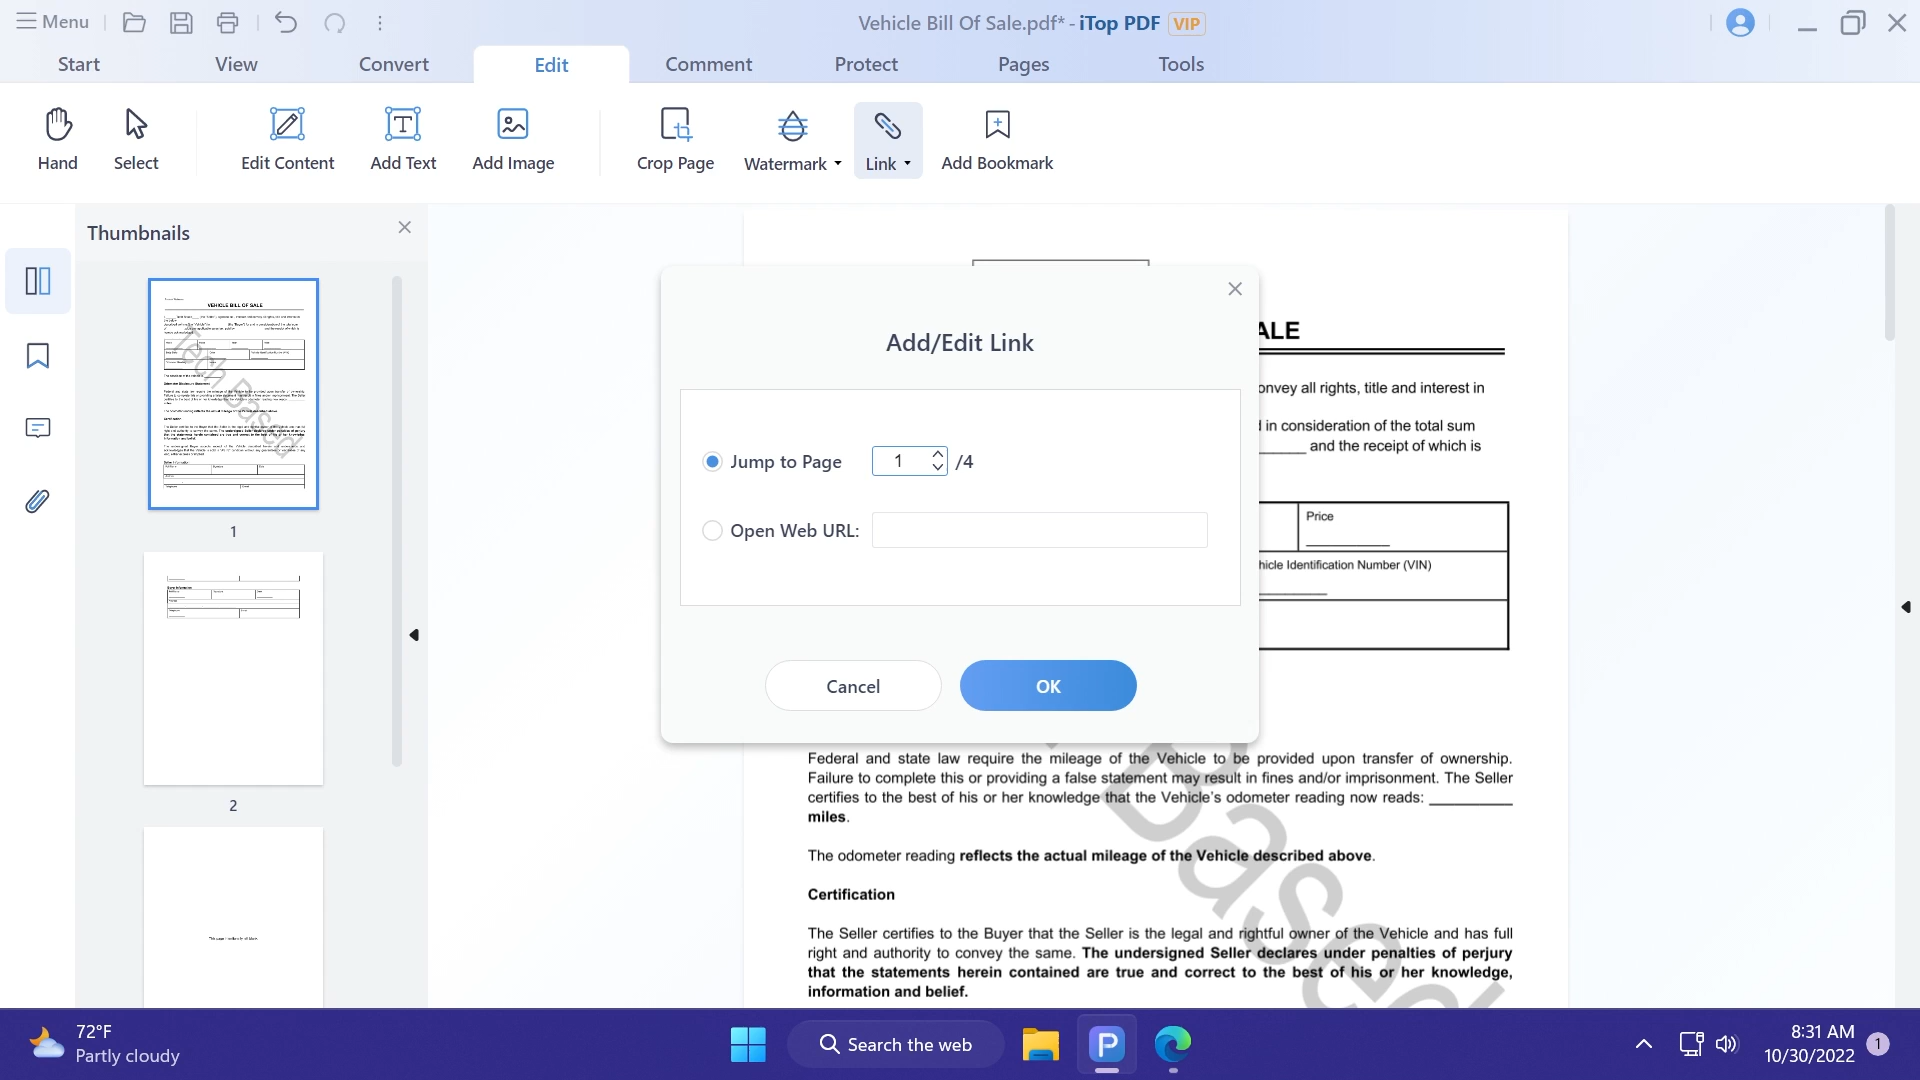 Menu
Vehicle Bill Of Sale.pdf* - iTop PDF VIP
Start View Convert Edit Comment Protect Pages Tools
Hand Select Edit Content Add Text Add Image Crop Page Watermark Link Add Bookmark
Thumbnails
VEHICLE BILL OF SALE
Tech Based
1
2
ALE
onvey all rights, title and interest in
in consideration of the total sum
and the receipt of which is
Price
hicle Identification Number (VIN)
Add/Edit Link
Jump to Page 1 /4
Open Web URL:
Cancel OK
Federal and state law require the mileage of the Vehicle to be provided upon transfer of ownership.
Failure to complete this or providing a false statement may result in fines and/or imprisonment. The Seller
certifies to the best of his or her knowledge that the Vehicle's odometer reading now reads: __________
miles.
The odometer reading reflects the actual mileage of the Vehicle described above.
Certification
The Seller certifies to the Buyer that the Seller is the legal and rightful owner of the Vehicle and has full
right and authority to convey the same. The undersigned Seller declares under penalties of perjury
that the statements herein contained are true and correct to the best of his or her knowledge,
information and belief.
Based
72°F
Partly cloudy
Search the web
8:31 AM
10/30/2022
1